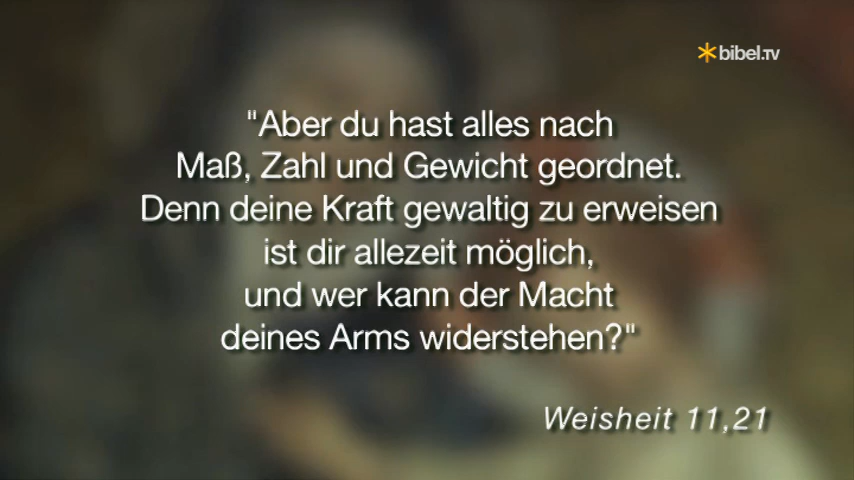 bibel.TV
"Aber du hast alles nach
Maß, Zahl und Gewicht geordnet.
Denn deine Kraft gewaltig zu erweisen
ist dir allezeit möglich,
und wer kann der Macht
deines Arms widerstehen?"
Weisheit 11,21